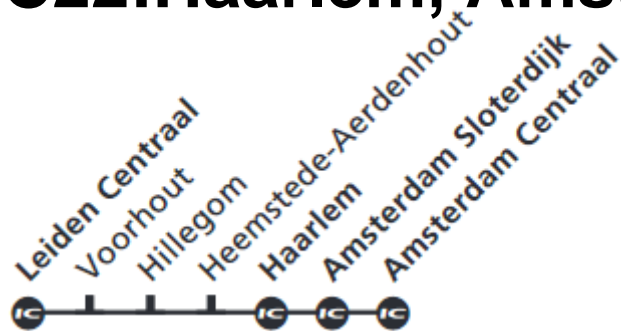 Leiden Centraal
Voorhout
Hillegom
Heemstede-Aerdenhout
Haarlem
Amsterdam Sloterdijk
Amsterdam Centraal
IC
IC
IC
IC